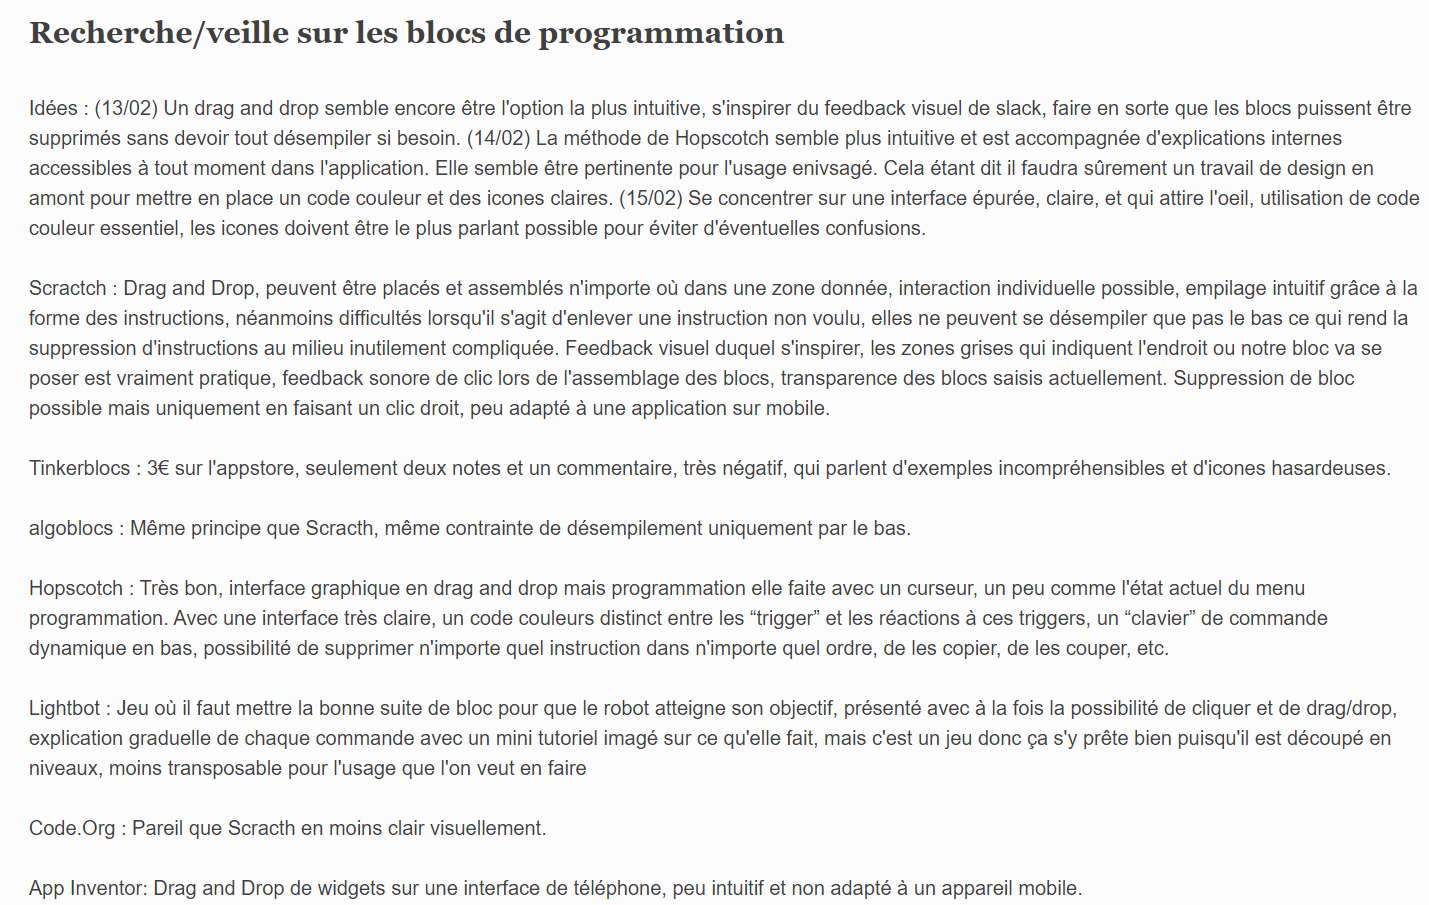 Recherche/veille sur les blocs de programmation
Idées : (13/02) Un drag and drop semble encore être l'option la plus intuitive, s'inspirer du feedback visuel de slack, faire en sorte que les blocs puissent être
supprimés sans devoir tout désempiler si besoin. (14/02) La méthode de Hopscotch semble plus intuitive et est accompagnée d'explications internes
accessibles à tout moment dans l'application. Elle semble être pertinente pour l'usage enivsagé. Cela étant dit il faudra sûrement un travail de design en
amont pour mettre en place un code couleur et des icones claires. (15/02) Se concentrer sur une interface épurée, claire, et qui attire l'oeil, utilisation de code
couleur essentiel, les icones doivent être le plus parlant possible pour éviter d'éventuelles confusions.
Scractch : Drag and Drop, peuvent être placés et assemblés n'importe où dans une zone donnée, interaction individuelle possible, empilage intuitif grâce à la
forme des instructions, néanmoins difficultés lorsqu'il s'agit d'enlever une instruction non voulu, elles ne peuvent se désempiler que pas le bas ce qui rend la
suppression d'instructions au milieu inutilement compliquée. Feedback visuel duquel s'inspirer, les zones grises qui indiquent l'endroit ou notre bloc va se
poser est vraiment pratique, feedback sonore de clic lors de l'assemblage des blocs, transparence des blocs saisis actuellement. Suppression de bloc
possible mais uniquement en faisant un clic droit, peu adapté à une application sur mobile.
Tinkerblocs : 3€ sur l'appstore, seulement deux notes et un commentaire, très négatif, qui parlent d'exemples incompréhensibles et d'icones hasardeuses.
algoblocs : Même principe que Scracth, même contrainte de désempilement uniquement par le bas.
Hopscotch : Très bon, interface graphique en drag and drop mais programmation elle faite avec un curseur, un peu comme l'état actuel du menu
programmation. Avec une interface très claire, un code couleurs distinct entre les “trigger” et les réactions à ces triggers, un “clavier” de commande
dynamique en bas, possibilité de supprimer n'importe quel instruction dans n'importe quel ordre, de les copier, de les couper, etc.
Lightbot : Jeu où il faut mettre la bonne suite de bloc pour que le robot atteigne son objectif, présenté avec à la fois la possibilité de cliquer et de drag/drop,
explication graduelle de chaque commande avec un mini tutoriel imagé sur ce qu'elle fait, mais c'est un jeu donc ça s'y prête bien puisqu'il est découpé en
niveaux, moins transposable pour l'usage que l'on veut en faire
Code.Org : Pareil que Scracth en moins clair visuellement.
App Inventor: Drag and Drop de widgets sur une interface de téléphone, peu intuitif et non adapté à un appareil mobile.